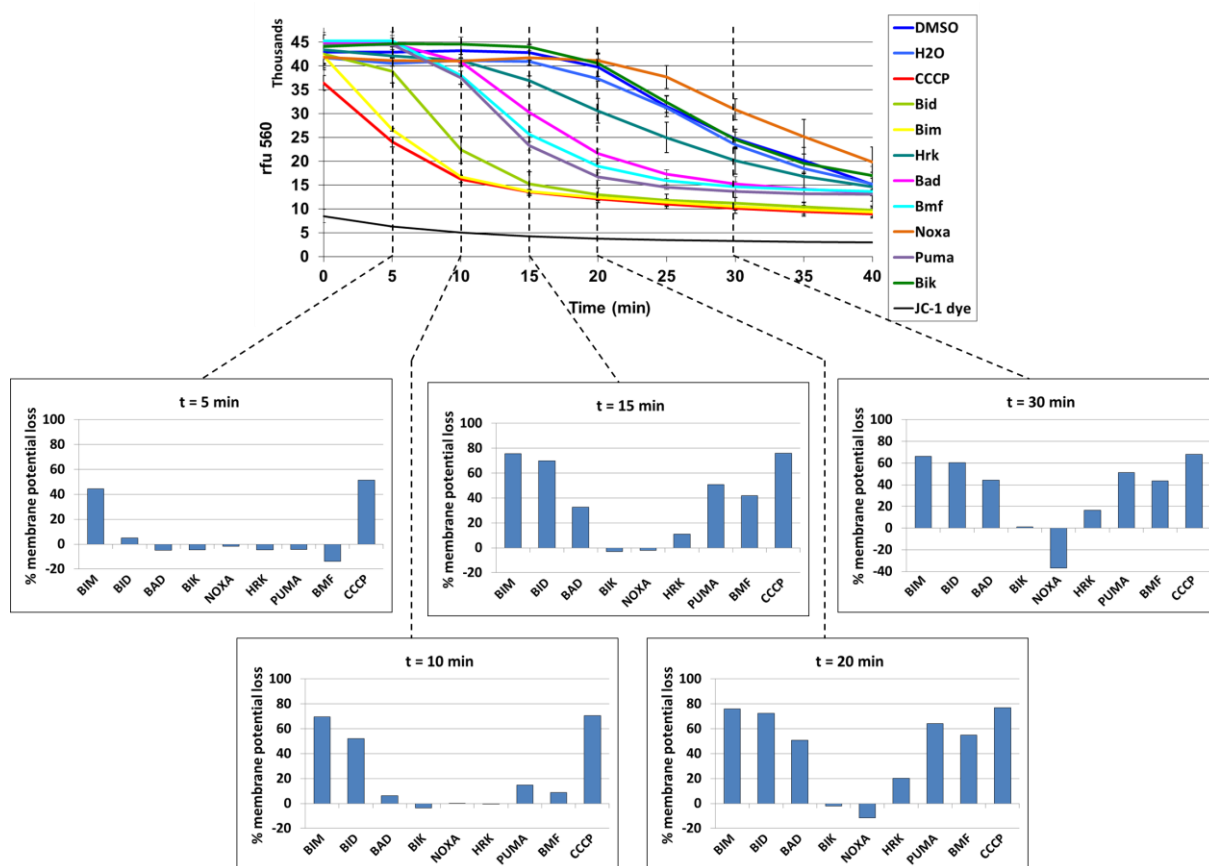 Thousands
rfu 560
45
40
35
30
25
20
15
10
5
0
0 5 10 15 20 25 30 35 40
Time (min)
DMSO
H2O
CCCP
Bid
Bim
Hrk
Bad
Bmf
Noxa
Puma
Bik
JC-1 dye
t = 5 min
% membrane potential loss
100
80
60
40
20
0
-20
BIM BID BAD BIK NOXA HRK PUMA BMF CCCP
t = 15 min
% membrane potential loss
100
80
60
40
20
0
-20
BIM BID BAD BIK NOXA HRK PUMA BMF CCCP
t = 30 min
% membrane potential loss
100
80
60
40
20
0
-20
-40
BIM BID BAD BIK NOXA HRK PUMA BMF CCCP
t = 10 min
% membrane potential loss
100
80
60
40
20
0
-20
BIM BID BAD BIK NOXA HRK PUMA BMF CCCP
t = 20 min
% membrane potential loss
100
80
60
40
20
0
-20
BIM BID BAD BIK NOXA HRK PUMA BMF CCCP